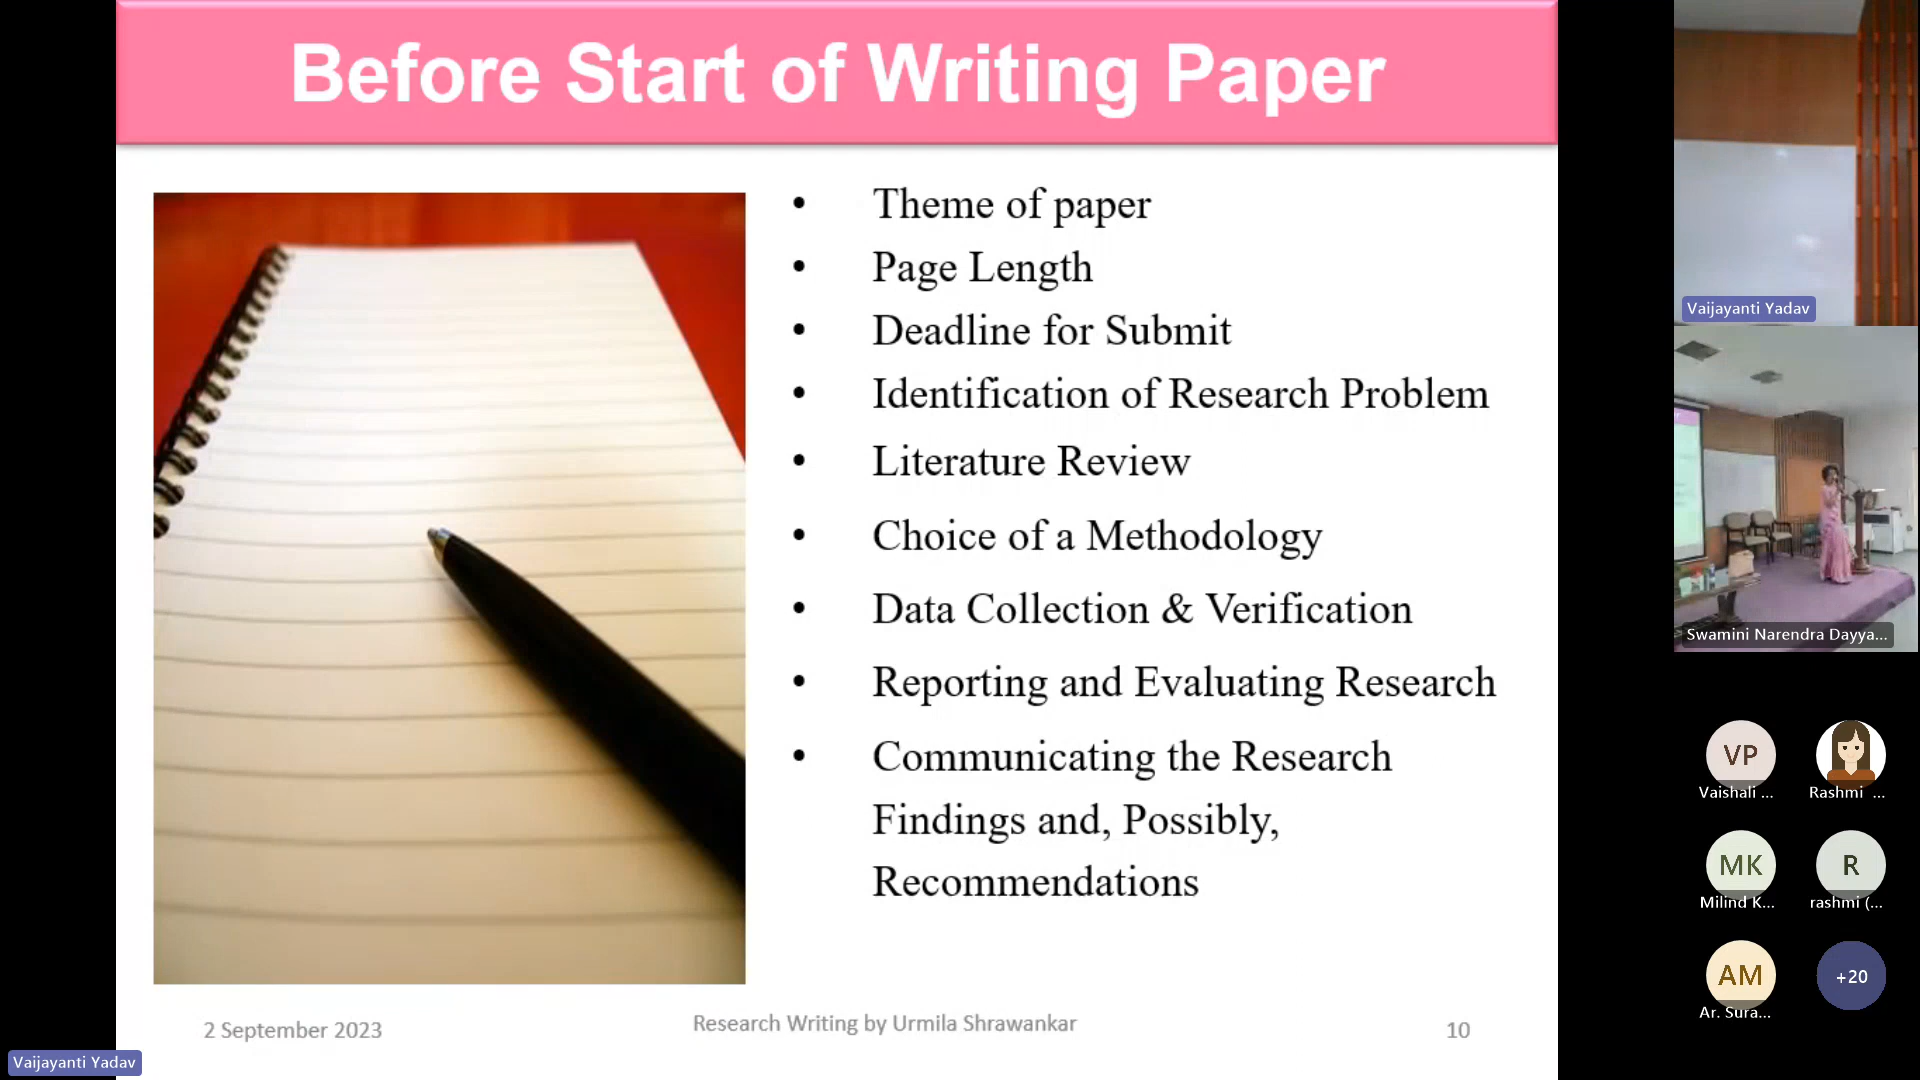 Before Start of Writing Paper
• Theme of paper
• Page Length
• Deadline for Submit
• Identification of Research Problem
• Literature Review
• Choice of a Methodology
• Data Collection & Verification
• Reporting and Evaluating Research
• Communicating the Research
Findings and, Possibly,
Recommendations
2 September 2023
Research Writing by Urmila Shrawankar
10
Vaijayanti Yadav
Vaijayanti Yadav
Swamini Narendra Dayya...
VP
Vaishali ...
Rashmi ...
MK
Milind K...
R
rashmi (...
AM
Ar. Sura...
+20